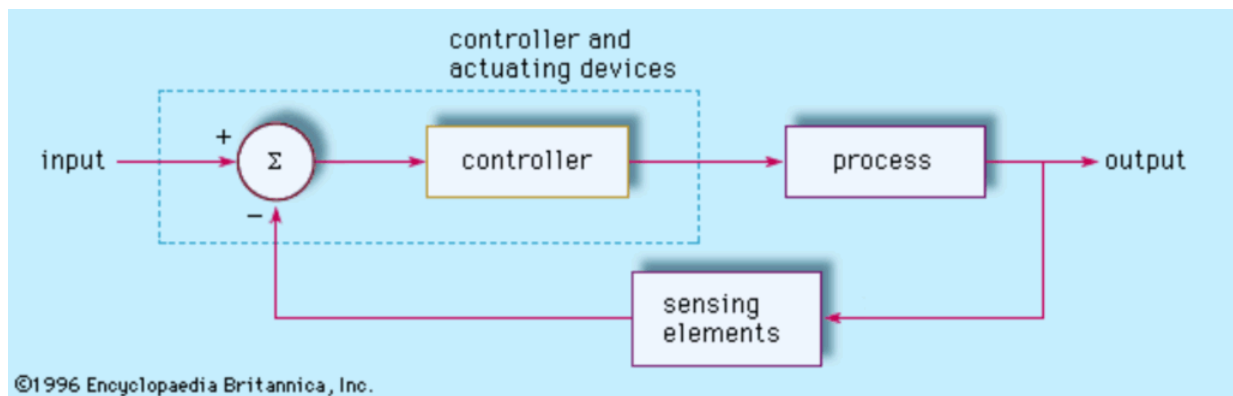 controller and
actuating devices
+
input
Σ
controller
process
output
−
sensing
elements
©1996 Encyclopaedia Britannica, Inc.